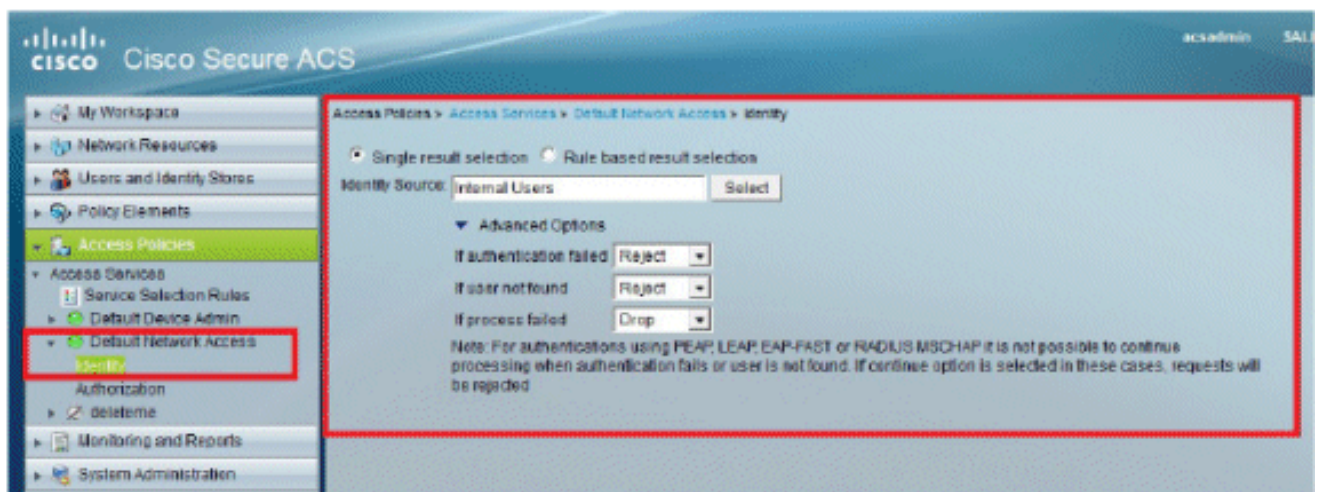 acsadmin
CISCO Cisco Secure ACS
My Workspace
Network Resources
Users and Identity Stores
Policy Elements
Access Policies
Access Services
Service Selection Rules
Default Device Admin
Default Network Access
Identity
Authorization
deleteme
Monitoring and Reports
System Administration
Access Policies > Access Services > Default Network Access > Identity
Single result selection Rule based result selection
Identity Source: Internal Users Select
Advanced Options
If authentication failed Reject
If user not found Reject
If process failed Drop
Note: For authentications using PEAP, LEAP, EAP-FAST or RADIUS MSCHAP it is not possible to continue
processing when authentication fails or user is not found. If continue option is selected in these cases, requests will
be rejected